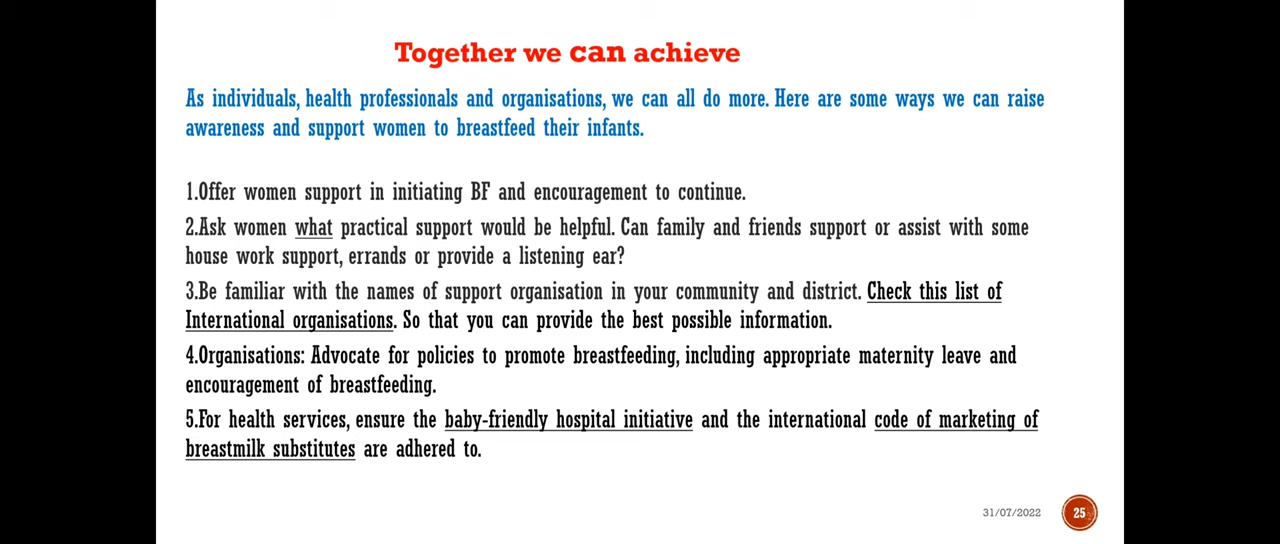 Together we can achieve
As individuals, health professionals and organisations, we can all do more. Here are some ways we can raise
awareness and support women to breastfeed their infants.
1.Offer women support in initiating BF and encouragement to continue.
2.Ask women what practical support would be helpful. Can family and friends support or assist with some
house work support, errands or provide a listening ear?
3.Be familiar with the names of support organisation in your community and district. Check this list of
International organisations. So that you can provide the best possible information.
4.Organisations: Advocate for policies to promote breastfeeding, including appropriate maternity leave and
encouragement of breastfeeding.
5.For health services, ensure the baby-friendly hospital initiative and the international code of marketing of
breastmilk substitutes are adhered to.
31/07/2022
25